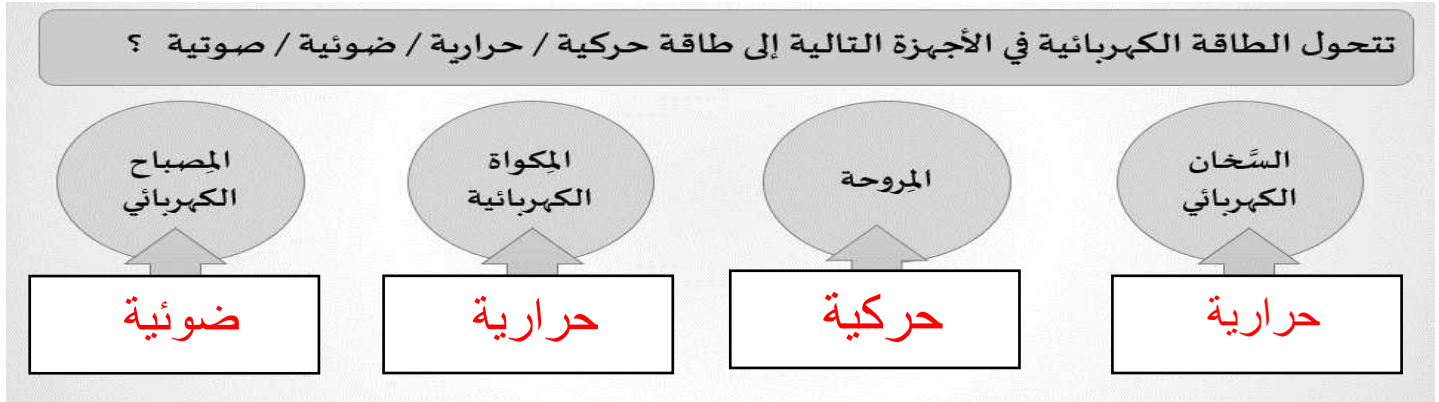 تتحول الطاقة الكهربائية في الأجهزة التالية إلى طاقة حركية / حرارية / ضوئية / صوتية ؟
السَّخان
الكهربائي
المِروحة
المِكواة
الكهربائية
المِصباح
الكهربائي
حرارية
حركية
حرارية
ضوئية